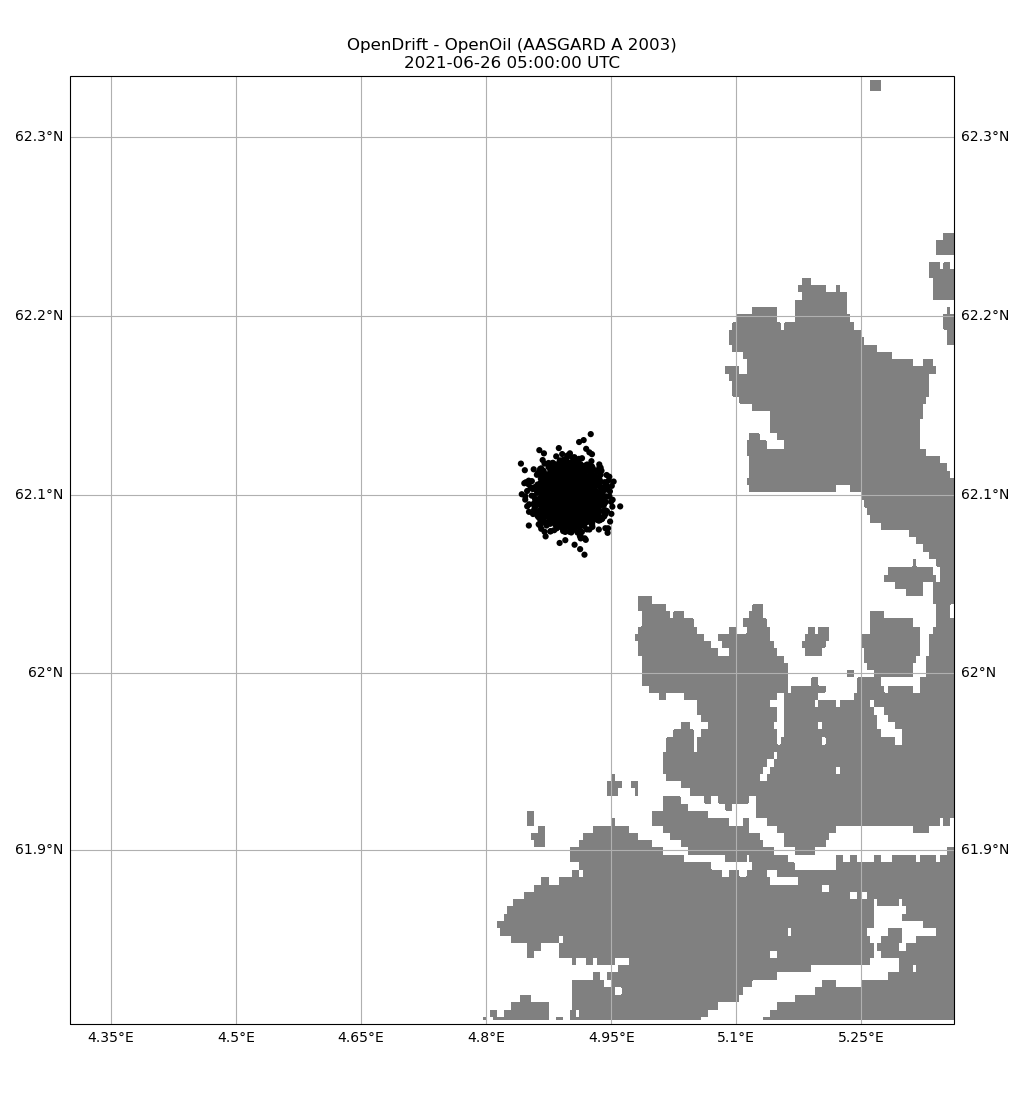 OpenDrift - OpenOil (AASGARD A 2003)
2021-06-26 05:00:00 UTC
62.3°N 62.3°N
62.2°N 62.2°N
62.1°N 62.1°N
62°N 62°N
61.9°N 61.9°N
4.35°E 4.5°E 4.65°E 4.8°E 4.95°E 5.1°E 5.25°E